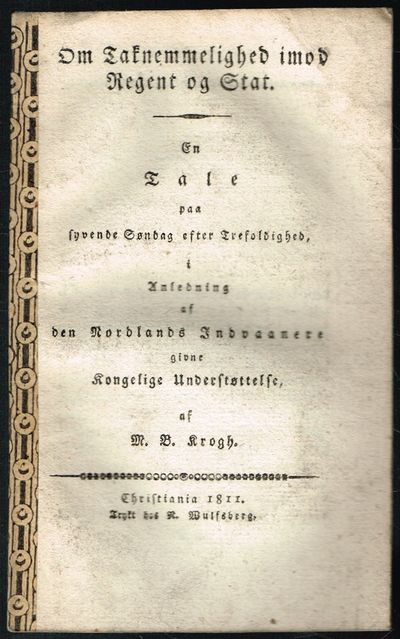 Om Taknemmelighed imod
Regent og Stat.
En
Tale
paa
syvende Søndag efter Trefoldighed,
i
Anledning
af
den Nordlands Indvaanere
givne
Kongelige Understøttelse,
af
M. B. Krogh.
Christiania 1811.
Trykt hos N. Wulfsberg.